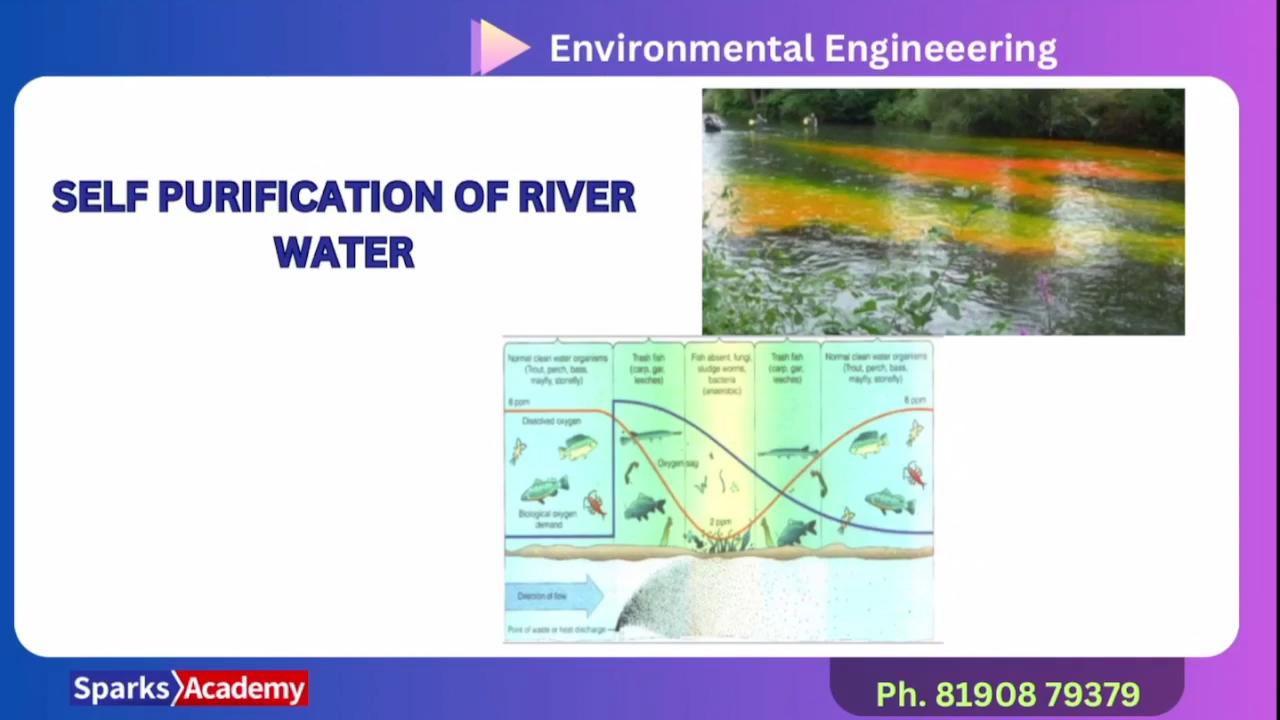 Environmental Engineeering
SELF PURIFICATION OF RIVER
WATER
Normal clean water organisms
(Trout, perch, bass,
mayfly, stonefly)
Trash fish
(carp, gar,
leeches)
Fish absent, fungi,
sludge worms,
bacteria
(anaerobic)
Trash fish
(carp, gar,
leeches)
Normal clean water organisms
(Trout, perch, bass,
mayfly, stonefly)
8 ppm
8 ppm
Dissolved oxygen
Oxygen sag
Biological oxygen
demand
2 ppm
Direction of flow
Point of waste or heat discharge
Sparks Academy
Ph. 81908 79379